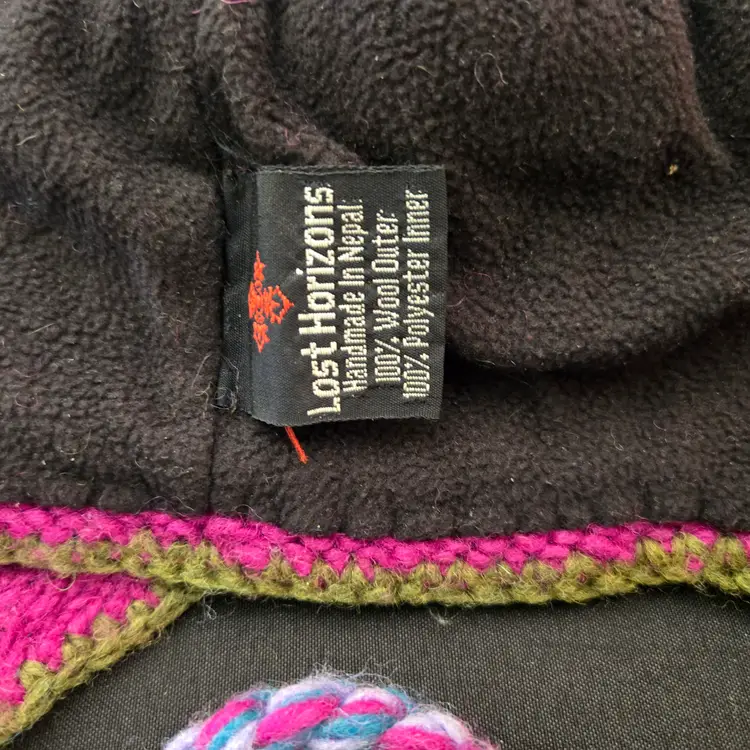 Lost Horizons
Handmade In Nepal
100% Wool Outer
100% Polyester Inner